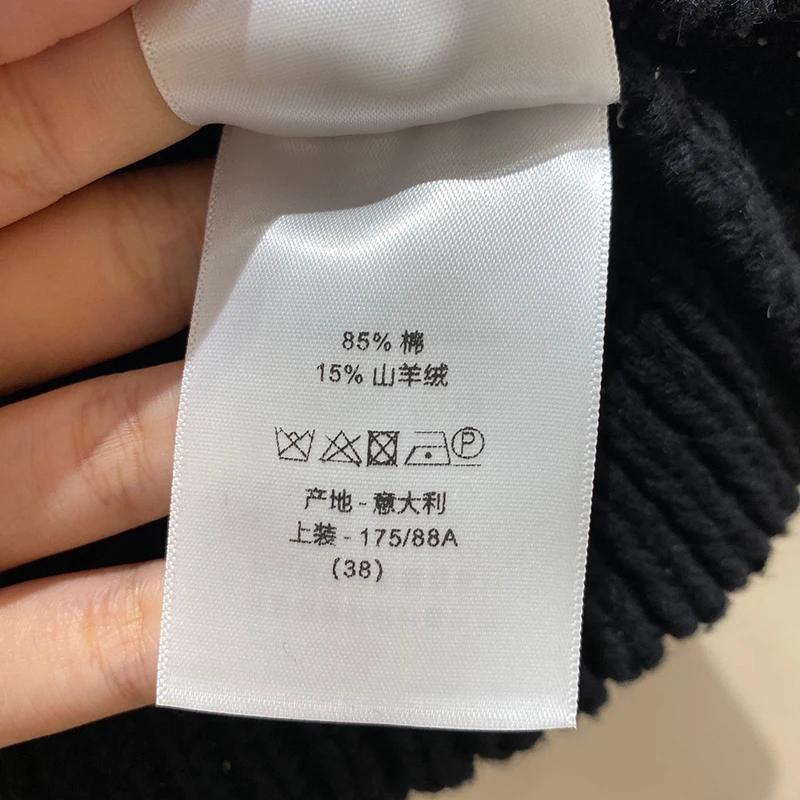 85% 棉
15% 山羊绒
P
产地 - 意大利
上装 - 175/88A
(38)